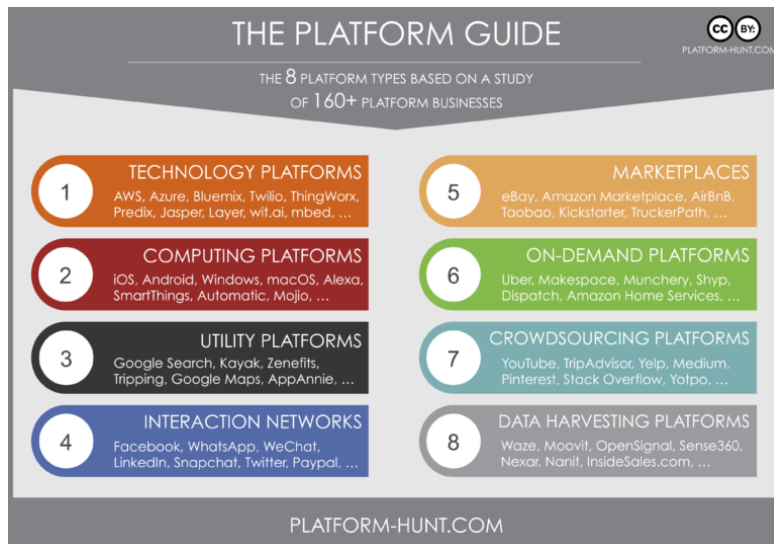 THE PLATFORM GUIDE
CC BY:
PLATFORM-HUNT.COM
THE 8 PLATFORM TYPES BASED ON A STUDY
OF 160+ PLATFORM BUSINESSES
1
TECHNOLOGY PLATFORMS
AWS, Azure, Bluemix, Twilio, ThingWorx,
Predix, Jasper, Layer, wit.ai, mbed, ...
2
COMPUTING PLATFORMS
iOS, Android, Windows, macOS, Alexa,
SmartThings, Automatic, Mojio, ...
3
UTILITY PLATFORMS
Google Search, Kayak, Zenefits,
Tripping, Google Maps, AppAnnie, ...
4
INTERACTION NETWORKS
Facebook, WhatsApp, WeChat,
LinkedIn, Snapchat, Twitter, Paypal, ...
5
MARKETPLACES
eBay, Amazon Marketplace, AirBnB,
Taobao, Kickstarter, TruckerPath, ...
6
ON-DEMAND PLATFORMS
Uber, Makespace, Munchery, Shyp,
Dispatch, Amazon Home Services, ...
7
CROWDSOURCING PLATFORMS
YouTube, TripAdvisor, Yelp, Medium,
Pinterest, Stack Overflow, Yotpo, ...
8
DATA HARVESTING PLATFORMS
Waze, Moovit, OpenSignal, Sense360,
Nexar, Nanit, InsideSales.com, ...
PLATFORM-HUNT.COM